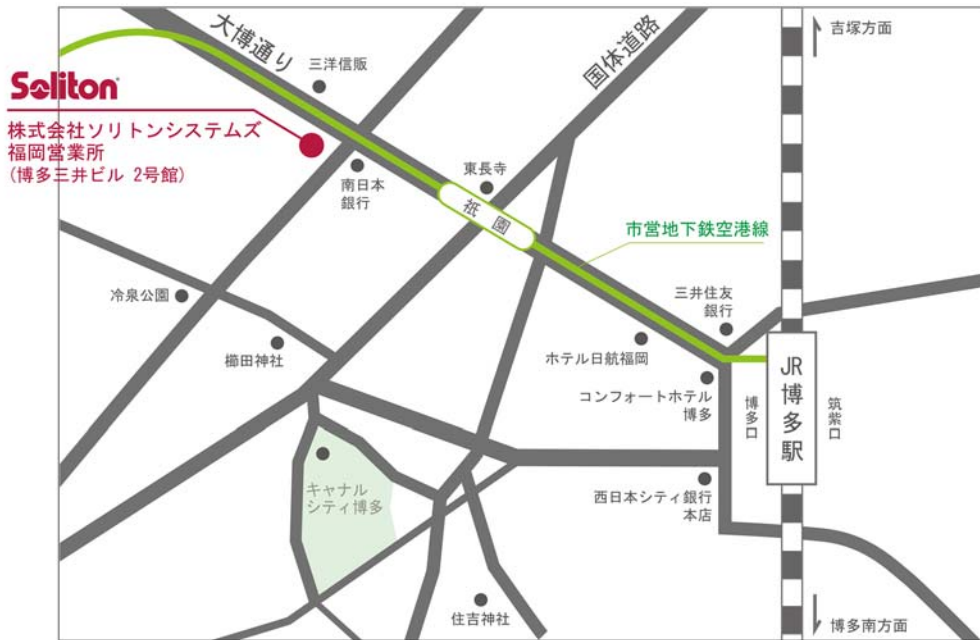 吉塚方面
大博通り
国体道路
三洋信販
Soliton
株式会社ソリトンシステムズ
福岡営業所
(博多三井ビル 2号館)
南日本
銀行
東長寺
祇園
市営地下鉄空港線
冷泉公園
櫛田神社
三井住友
銀行
ホテル日航福岡
コンフォートホテル
博多
博多口
JR博多駅
筑紫口
キャナル
シティ博多
西日本シティ銀行
本店
住吉神社
博多南方面